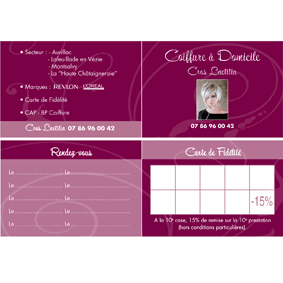 • Secteur : - Aurillac
- Lafeuillade en Vézie
- Montsalvy
- La "Haute Châtaigneraie"
• Marques : REVLON - L'ORÉAL
• Carte de Fidélité
• CAP - BP Coiffure
Cros Laetitia 07 86 96 00 42
Coiffure à Domicile
Cros Laetitia
07 86 96 00 42
Rendez-vous
Le .................... Le ....................
Le .................... Le ....................
Le .................... Le ....................
Le .................... Le ....................
Le .................... Le ....................
Carte de Fidélité
-15%
A la 10e case, 15% de remise sur la 10e prestation
(hors conditions particulières).